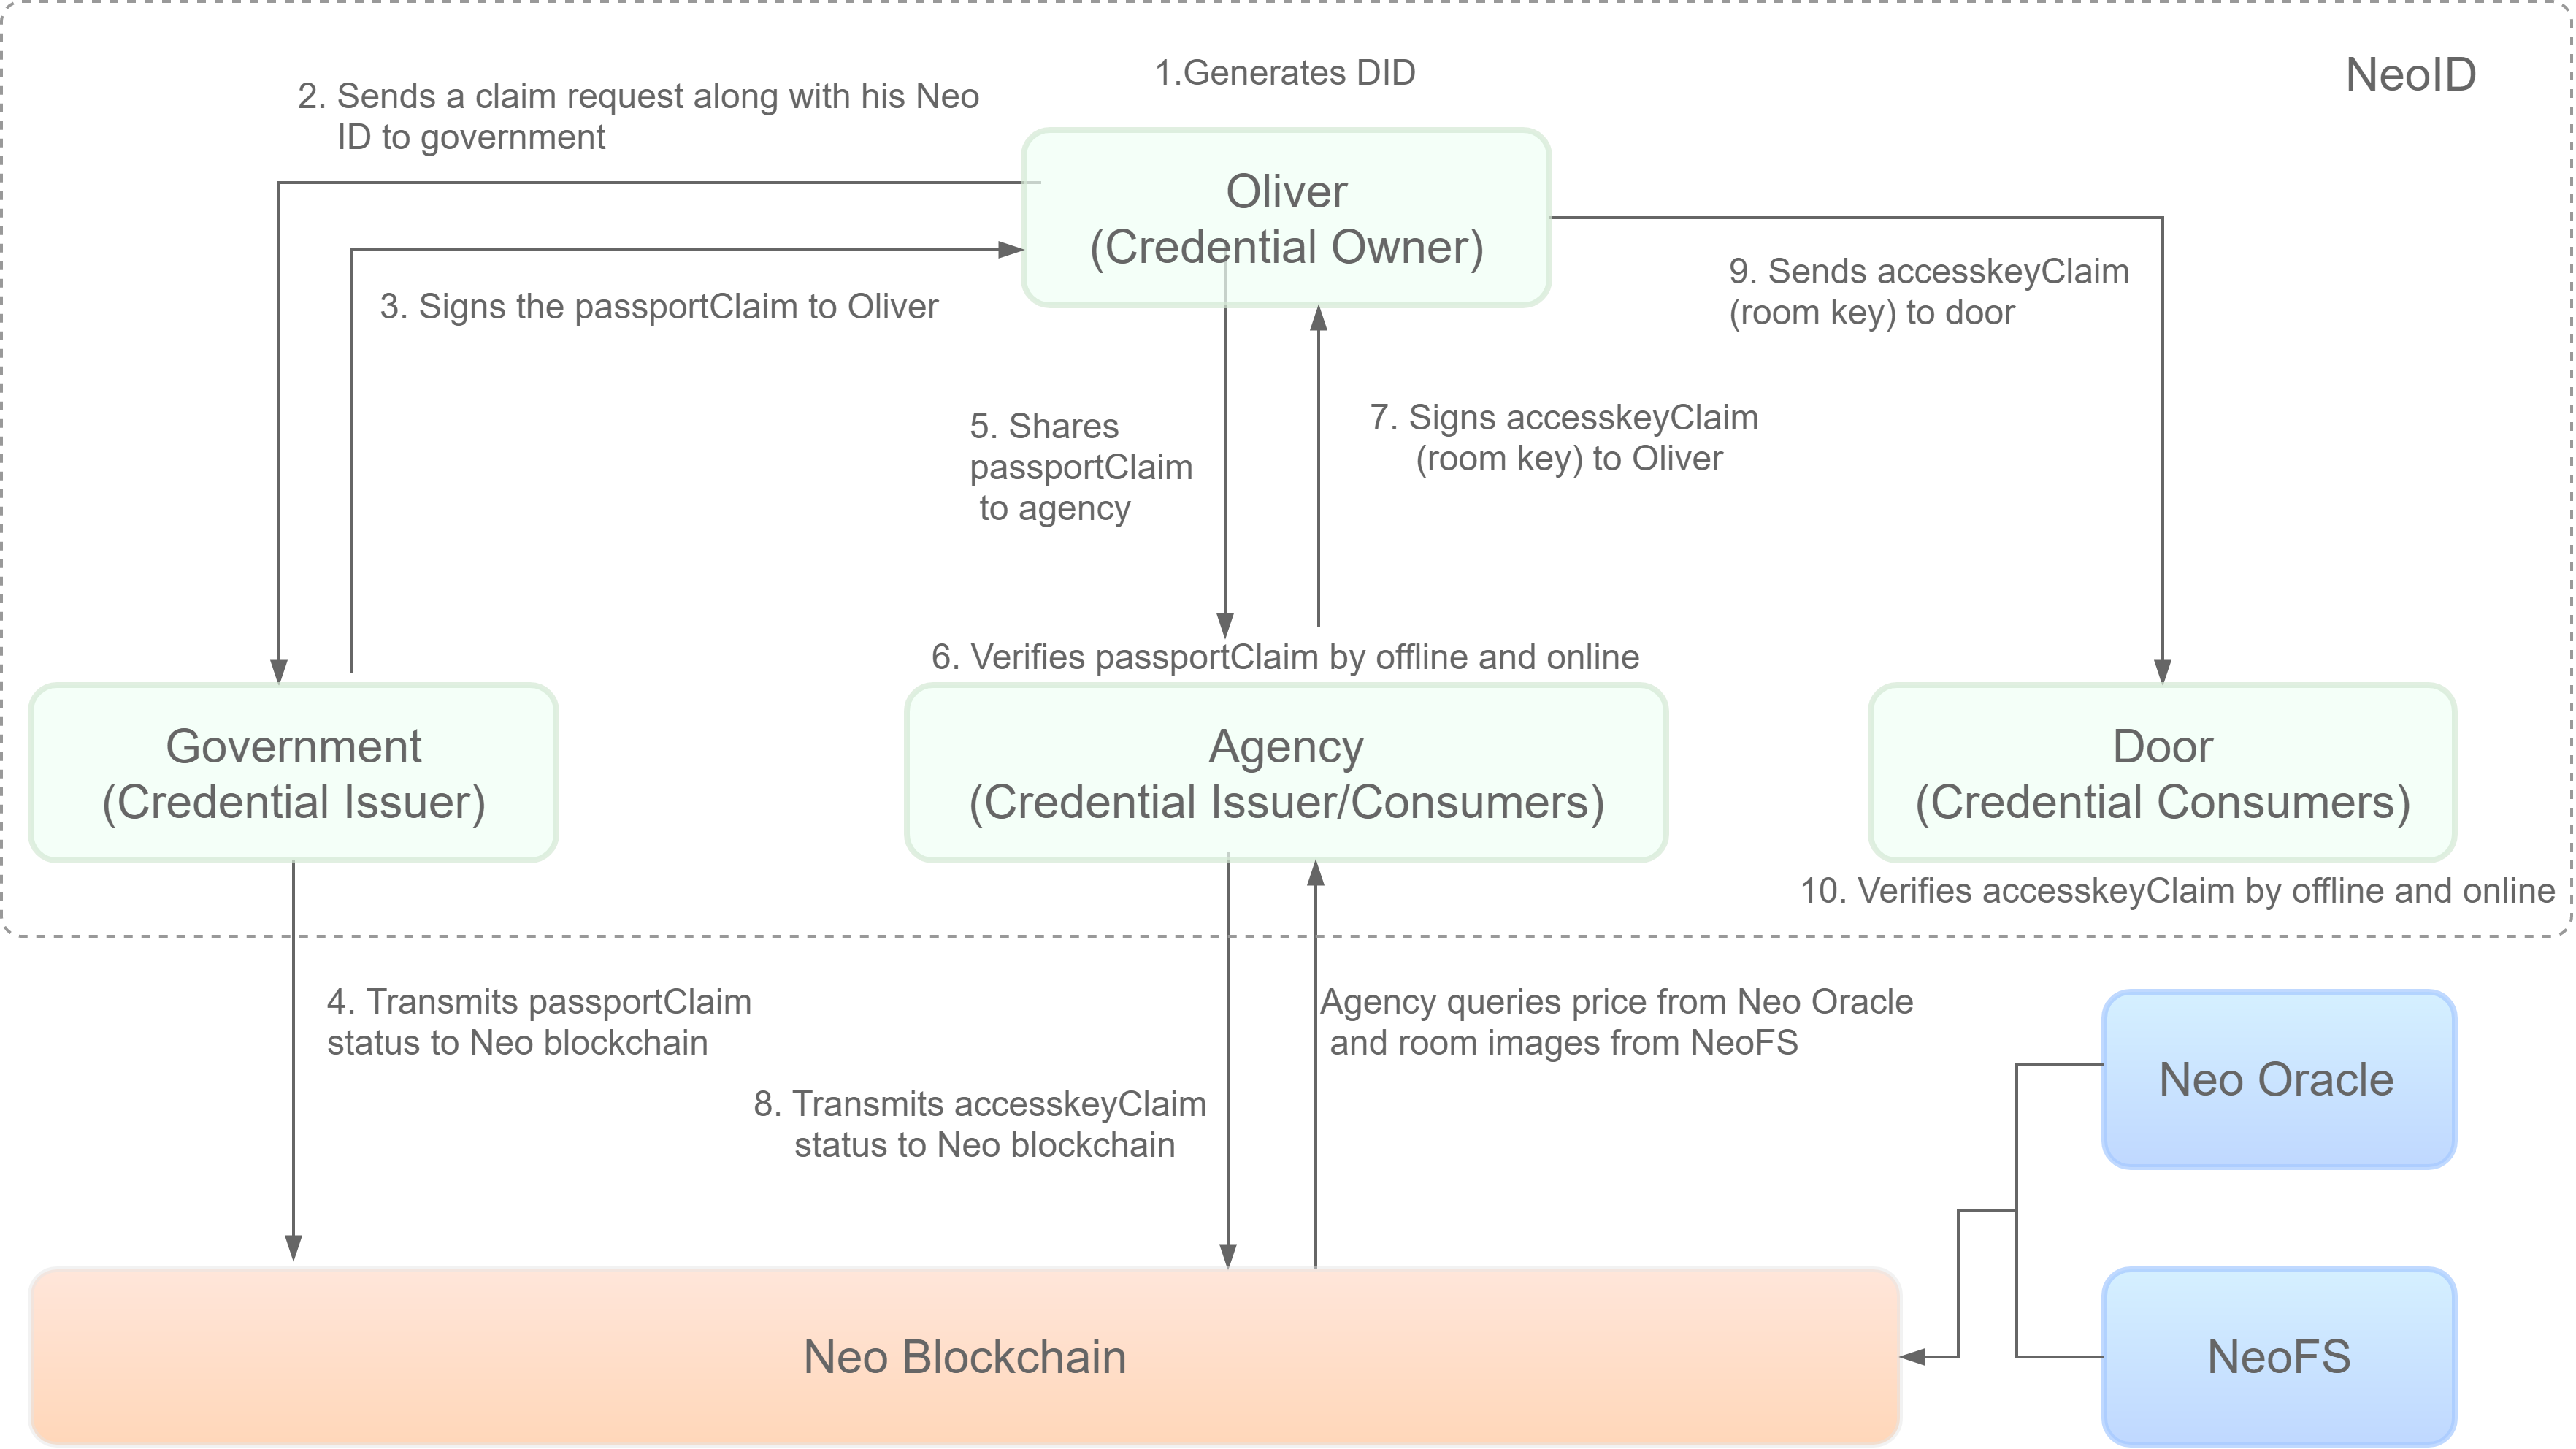 1.Generates DID
NeoID
2. Sends a claim request along with his Neo
ID to government
Oliver
(Credential Owner)
3. Signs the passportClaim to Oliver
9. Sends accesskeyClaim
(room key) to door
5. Shares
passportClaim
to agency
7. Signs accesskeyClaim
(room key) to Oliver
6. Verifies passportClaim by offline and online
Government
(Credential Issuer)
Agency
(Credential Issuer/Consumers)
Door
(Credential Consumers)
10. Verifies accesskeyClaim by offline and online
4. Transmits passportClaim
status to Neo blockchain
Agency queries price from Neo Oracle
and room images from NeoFS
8. Transmits accesskeyClaim
status to Neo blockchain
Neo Oracle
Neo Blockchain
NeoFS